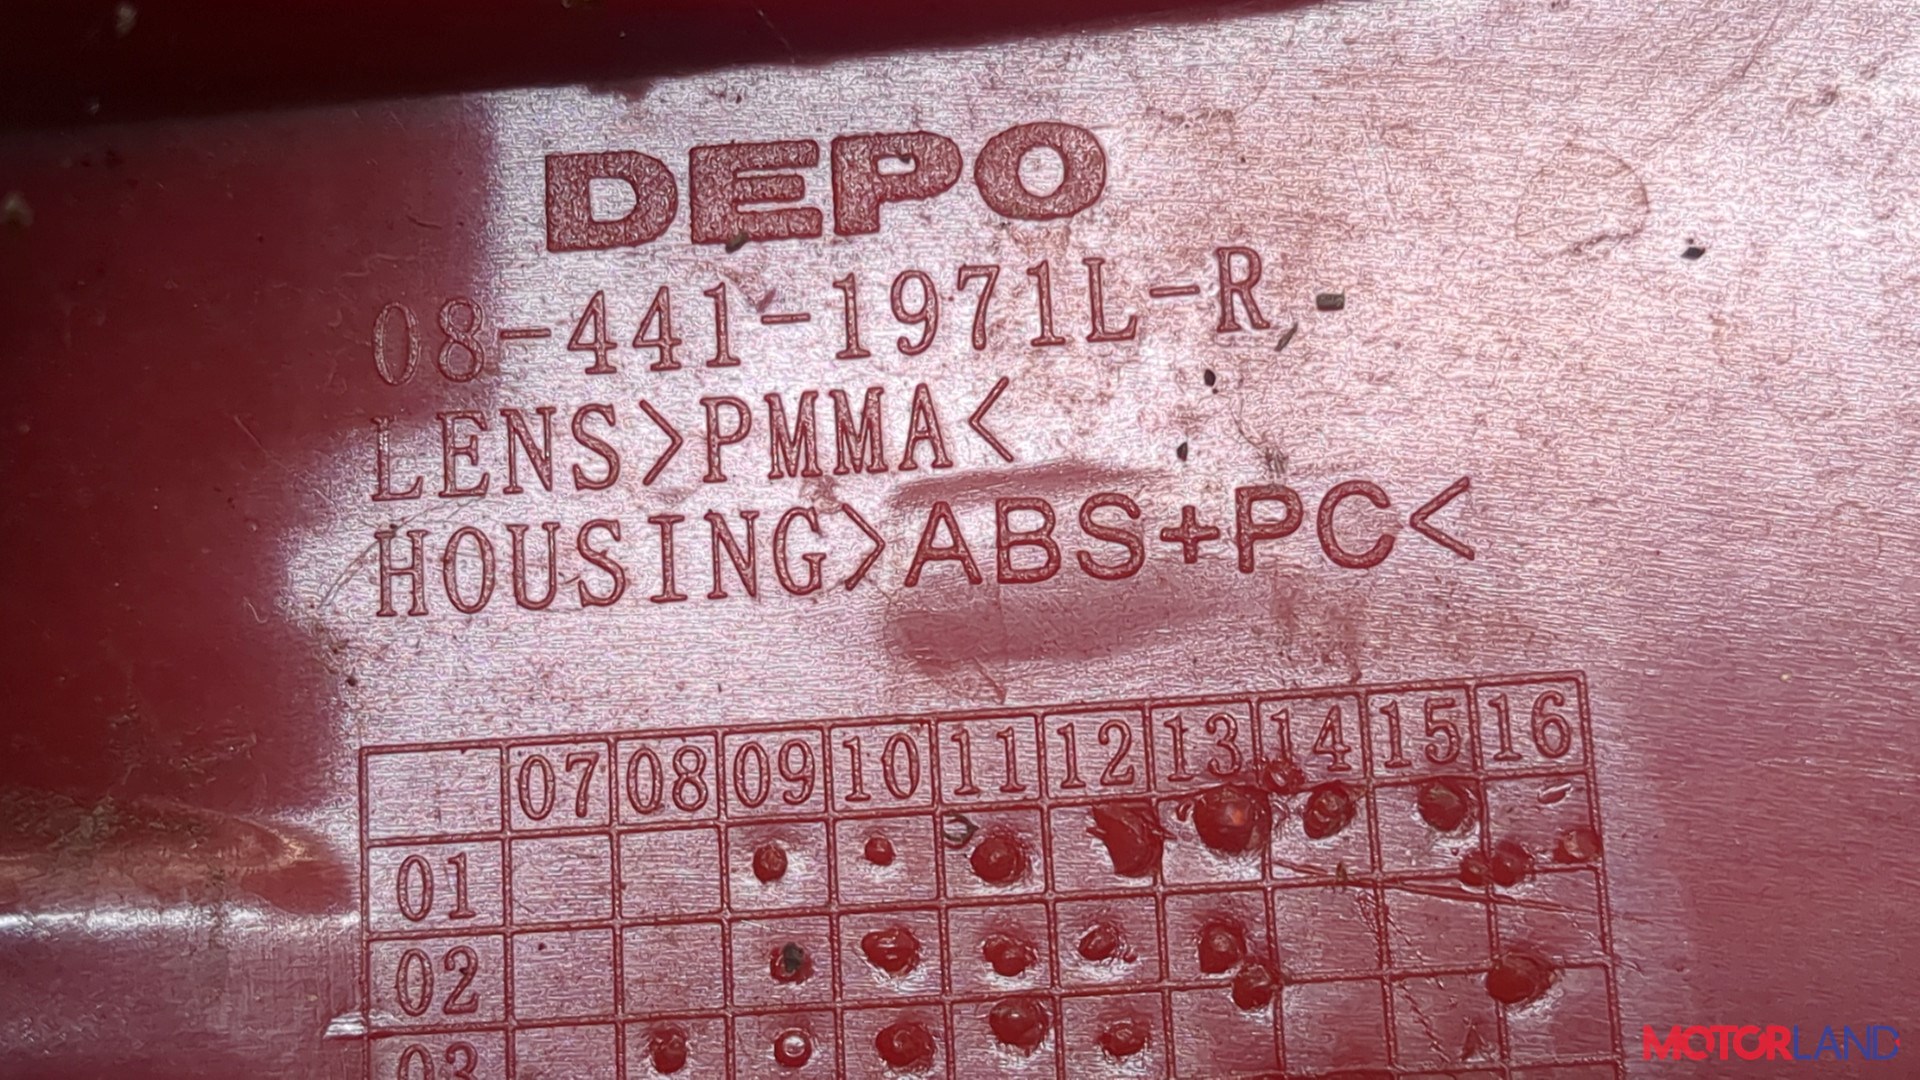 DEPO
08-441-1971L-R
LENS>PMMA<
HOUSING>ABS+PC<
07 08 09 10 11 12 13 14 15 16
01
02
03
MOTORLAND